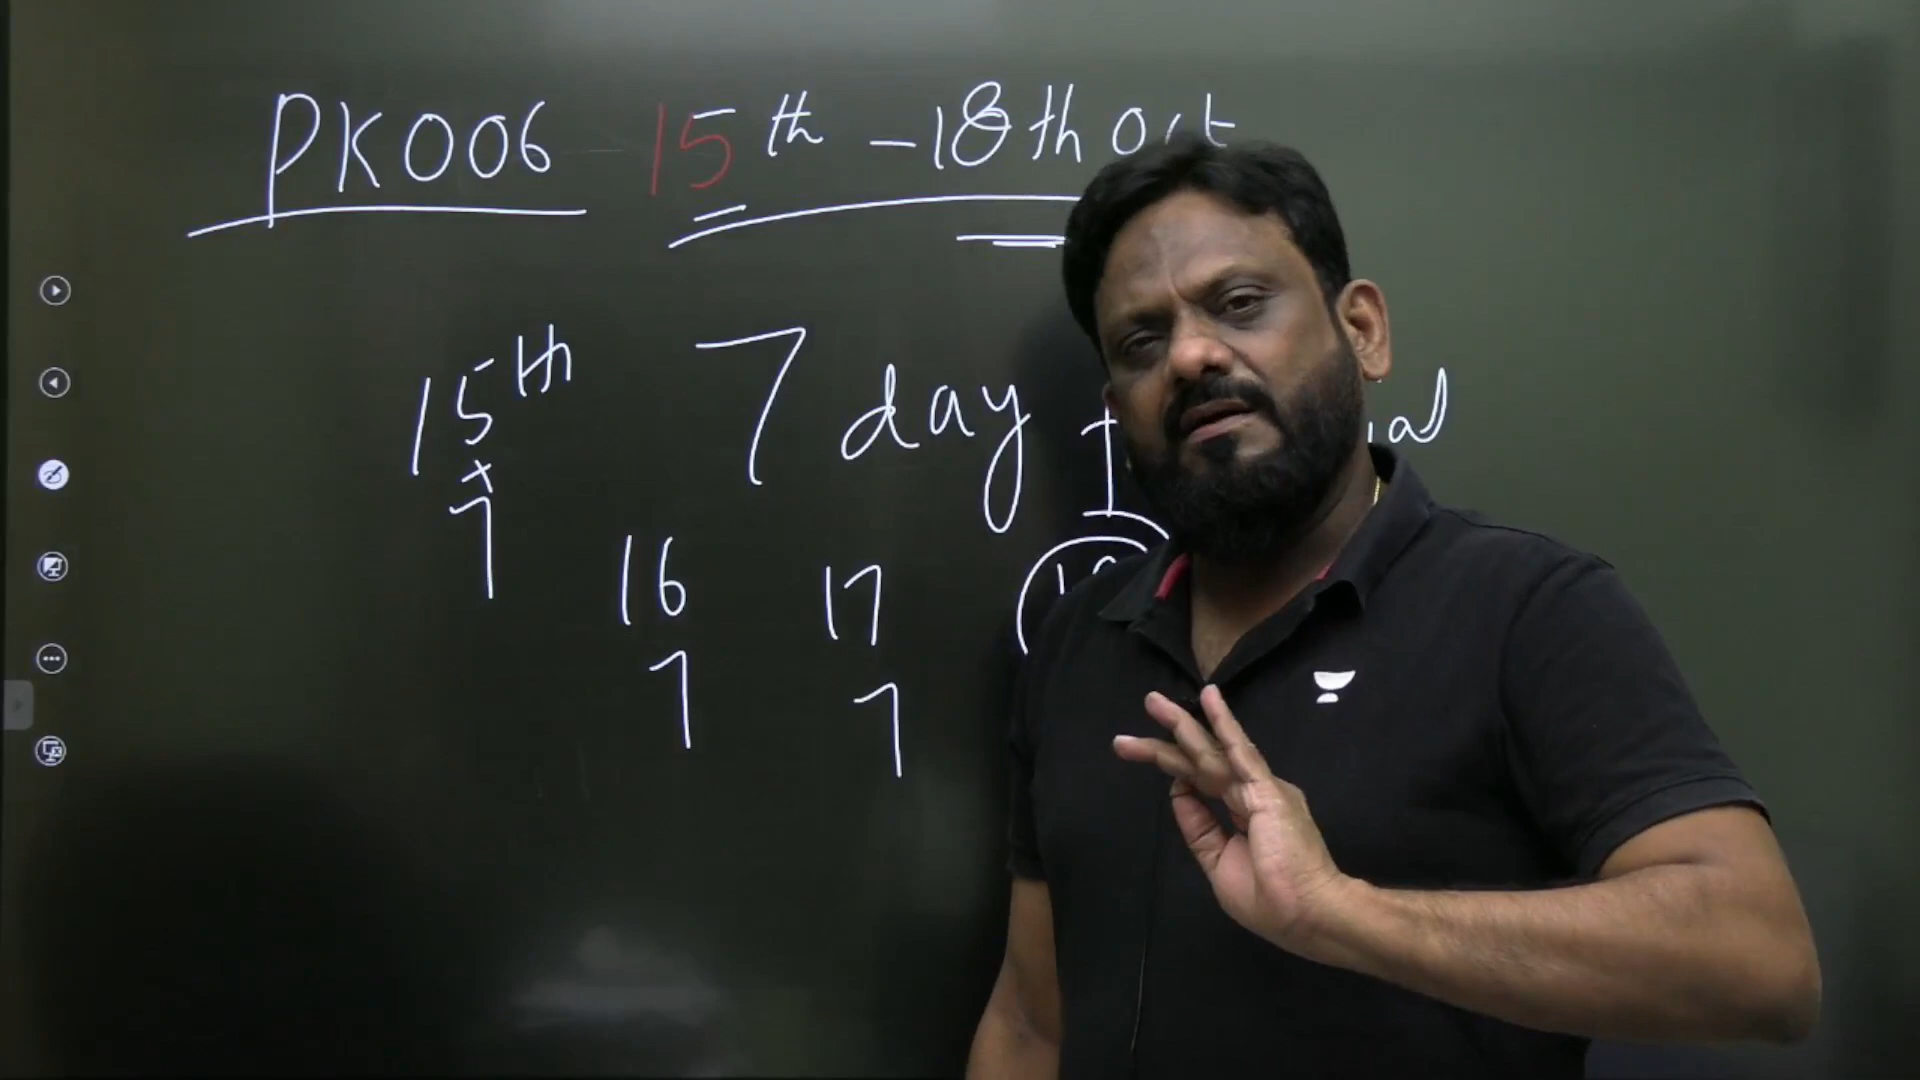 PK006 - 15th - 18th Oct
15th 7 day
x
7
16 17
7 7